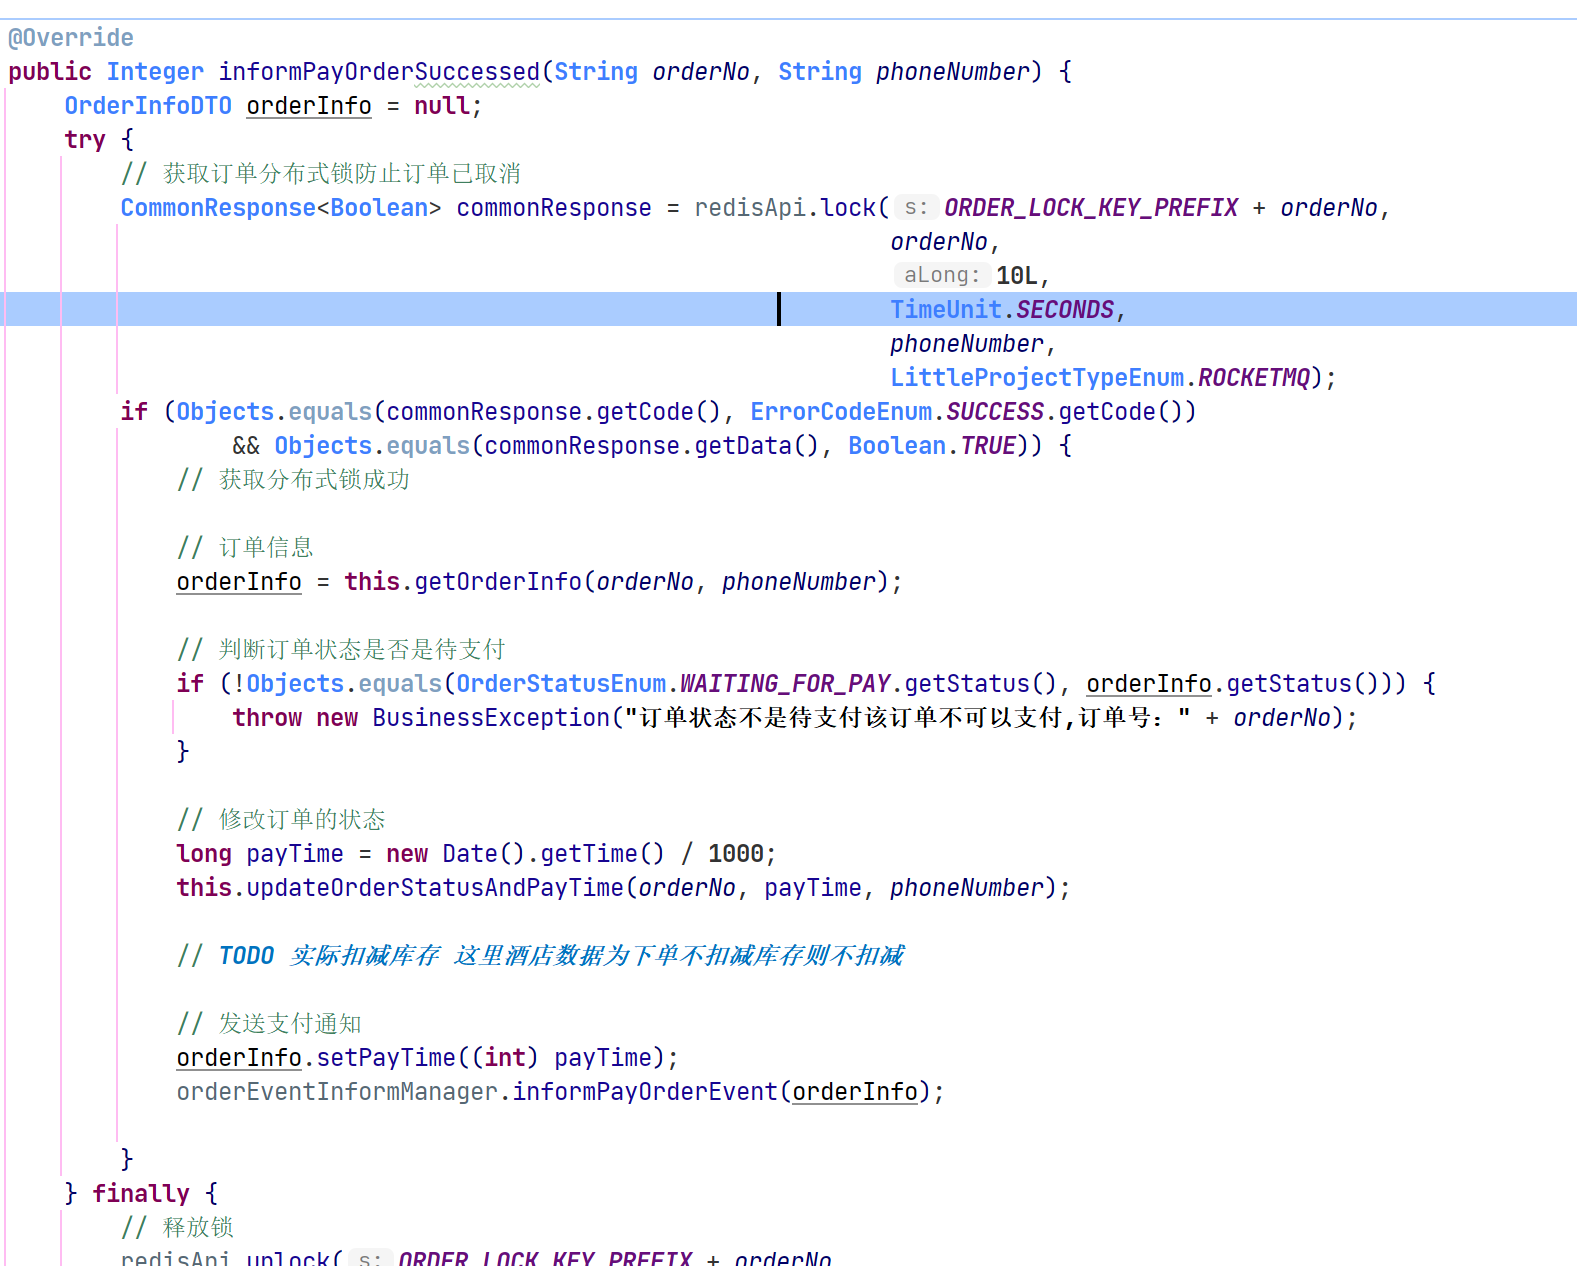 @Override
public Integer informPayOrderSuccessed(String orderNo, String phoneNumber) {
OrderInfoDTO orderInfo = null;
try {
// 获取订单分布式锁防止订单已取消
CommonResponse<Boolean> commonResponse = redisApi.lock( s: ORDER_LOCK_KEY_PREFIX + orderNo,
orderNo,
aLong: 10L,
TimeUnit.SECONDS,
phoneNumber,
LittleProjectTypeEnum.ROCKETMQ);
if (Objects.equals(commonResponse.getCode(), ErrorCodeEnum.SUCCESS.getCode())
&& Objects.equals(commonResponse.getData(), Boolean.TRUE)) {
// 获取分布式锁成功
// 订单信息
orderInfo = this.getOrderInfo(orderNo, phoneNumber);
// 判断订单状态是否是待支付
if (!Objects.equals(OrderStatusEnum.WAITING_FOR_PAY.getStatus(), orderInfo.getStatus())) {
throw new BusinessException("订单状态不是待支付该订单不可以支付,订单号：" + orderNo);
}
// 修改订单的状态
long payTime = new Date().getTime() / 1000;
this.updateOrderStatusAndPayTime(orderNo, payTime, phoneNumber);
// TODO 实际扣减库存 这里酒店数据为下单不扣减库存则不扣减
// 发送支付通知
orderInfo.setPayTime((int) payTime);
orderEventInformManager.informPayOrderEvent(orderInfo);
}
} finally {
// 释放锁
redisApi.unlock( s: ORDER_LOCK_KEY_PREFIX + orderNo